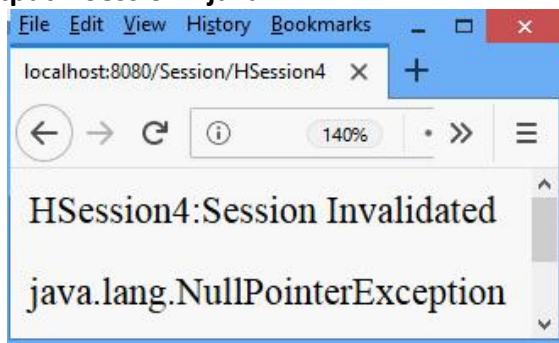 File Edit View History Bookmarks
localhost:8080/Session/HSession4
140%
HSession4:Session Invalidated
java.lang.NullPointerException